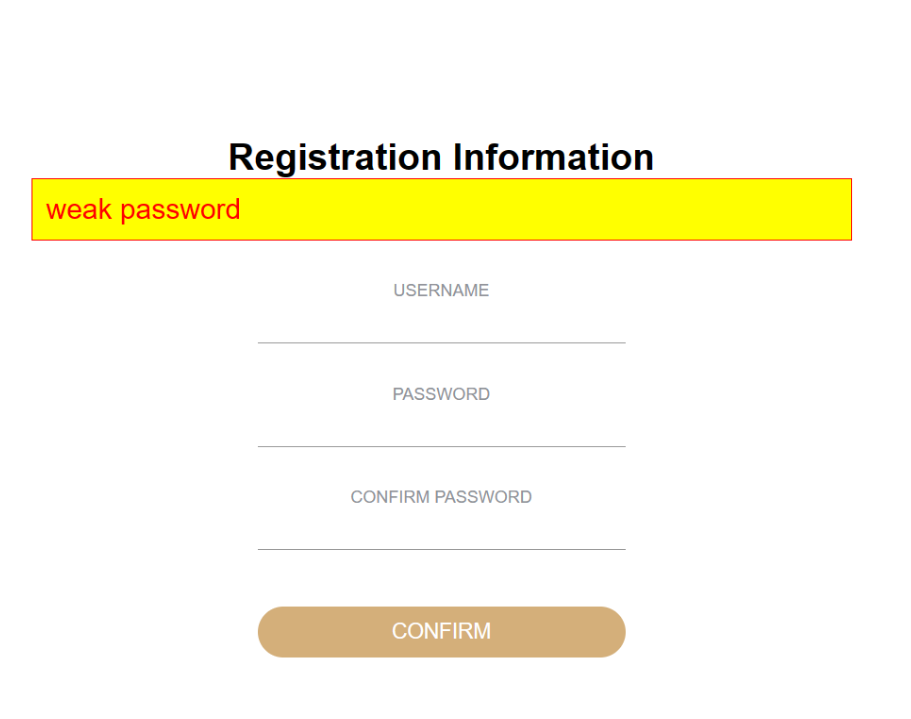 Registration Information
weak password
USERNAME
PASSWORD
CONFIRM PASSWORD
CONFIRM